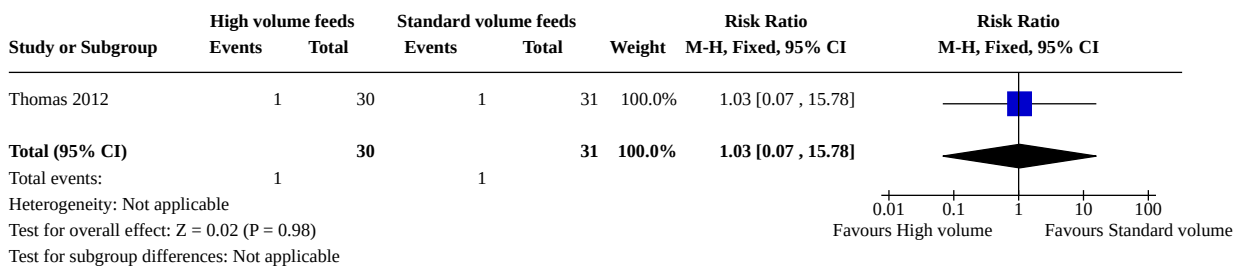 High volume feeds Standard volume feeds Risk Ratio Risk Ratio
Study or Subgroup Events Total Events Total Weight M-H, Fixed, 95% CI M-H, Fixed, 95% CI
Thomas 2012 1 30 1 31 100.0% 1.03 [0.07 , 15.78]
Total (95% CI) 30 31 100.0% 1.03 [0.07 , 15.78]
Total events: 1 1
Heterogeneity: Not applicable 0.01 0.1 1 10 100
Test for overall effect: Z = 0.02 (P = 0.98) Favours High volume Favours Standard volume
Test for subgroup differences: Not applicable